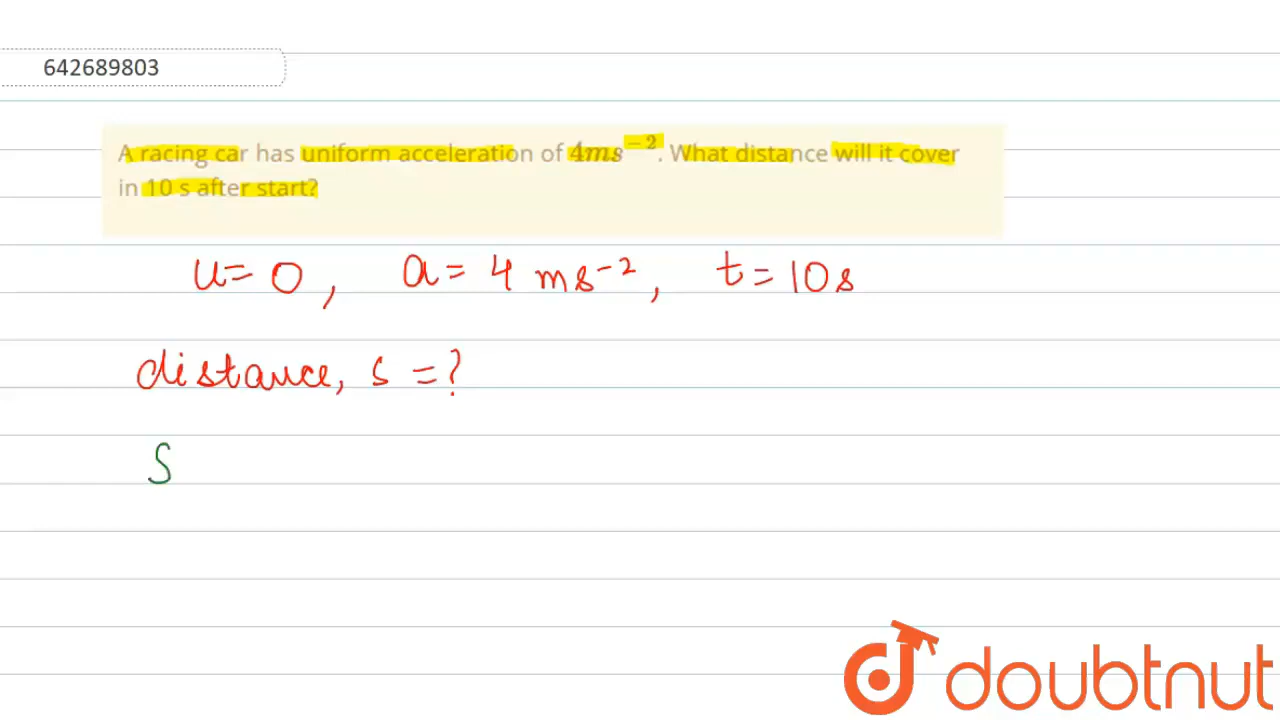 642689803
A racing car has uniform acceleration of 4ms⁻². What distance will it cover
in 10 s after start?
u = 0, a = 4 ms⁻², t = 10s
distance, s = ?
S
doubtnut